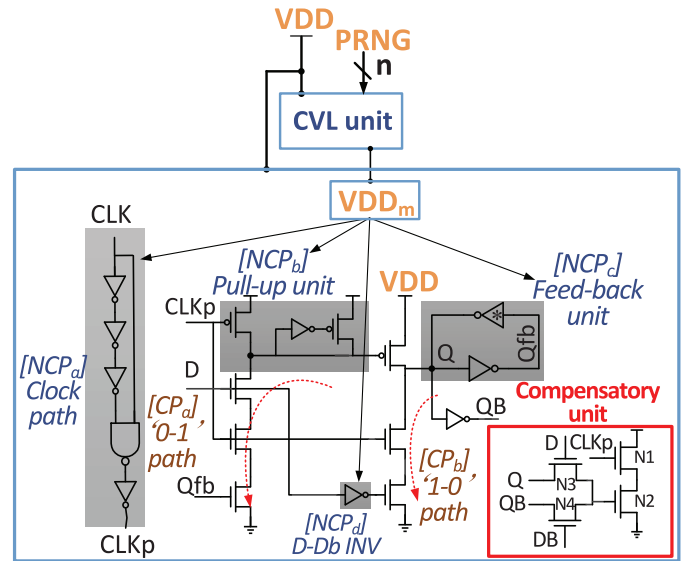 VDD
PRNG
n
CVL unit
VDDm
CLK
[NCPb]
Pull-up unit
VDD
[NCPc]
Feed-back
unit
CLKp
*
Q
Qfb
[NCPa]
Clock
path
D
[CPa]
'0-1'
path
QB
Compensatory
unit
[CPb]
'1-0'
path
D
CLKp
N1
Q
N3
Qfb
QB
N4
N2
[NCPd]
D-Db INV
DB
CLKp